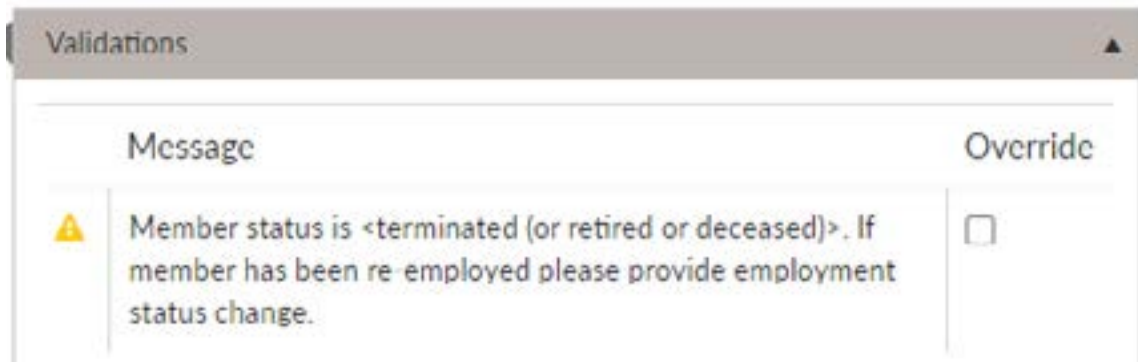 Validations
Message Override
Member status is <terminated (or retired or deceased)>. If
member has been re-employed please provide employment
status change.